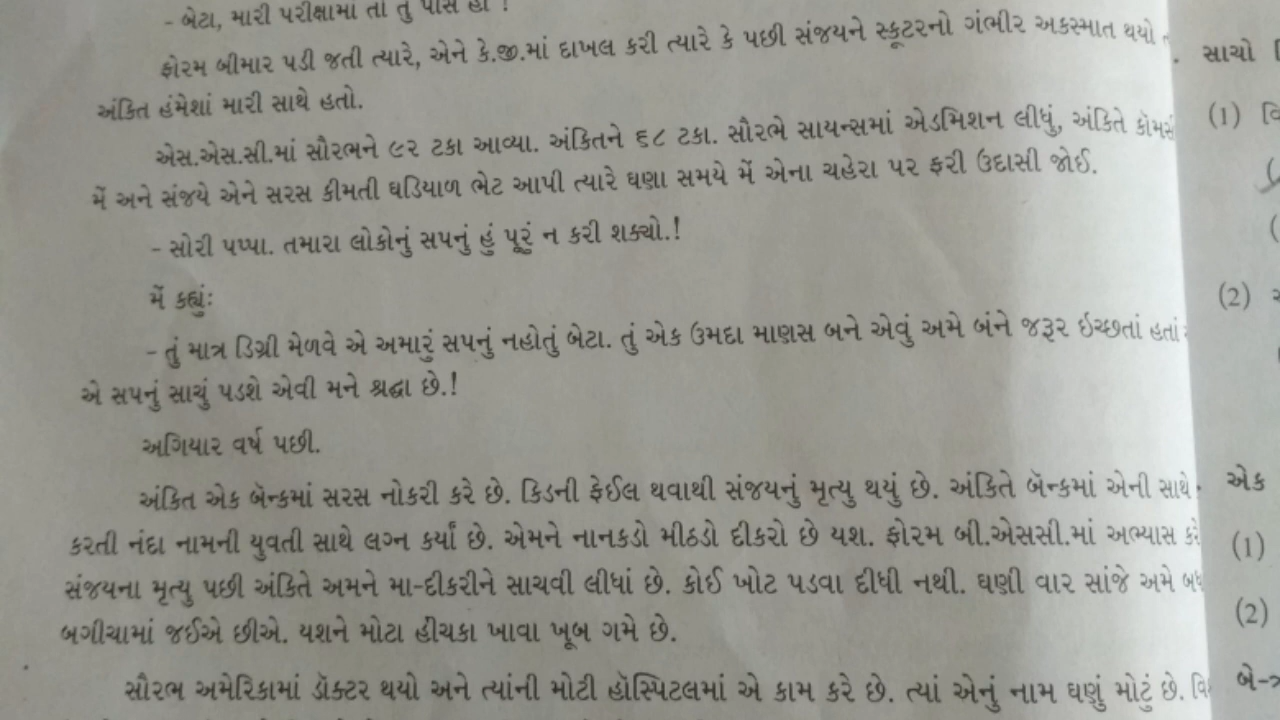 - બેટા, મારી પરીક્ષામાં તો તું પાસ હો !
ફોરમ બીમાર પડી જતી ત્યારે, એને કે.જી.માં દાખલ કરી ત્યારે કે પછી સંજયને સ્કૂટરનો ગંભીર અકસ્માત થયો
અંકિત હંમેશાં મારી સાથે હતો.
એસ.એસ.સી.માં સૌરભને ૯૨ ટકા આવ્યા. અંકિતને ૬૮ ટકા. સૌરભે સાયન્સમાં એડમિશન લીધું, અંકિતે કૉમર્સ
મેં અને સંજયે એને સરસ કીમતી ઘડિયાળ ભેટ આપી ત્યારે ઘણા સમયે મેં એના ચહેરા પર ફરી ઉદાસી જોઈ.
- સોરી પપ્પા. તમારા લોકોનું સપનું હું પૂરું ન કરી શક્યો.!
મેં કહ્યુંઃ
- તું માત્ર ડિગ્રી મેળવે એ અમારું સપનું નહોતું બેટા. તું એક ઉમદા માણસ બને એવું અમે બંને જરૂર ઇચ્છતાં હતાં
એ સપનું સાચું પડશે એવી મને શ્રદ્ધા છે.!
અગિયાર વર્ષ પછી.
અંકિત એક બૅન્કમાં સરસ નોકરી કરે છે. કિડની ફેઈલ થવાથી સંજયનું મૃત્યુ થયું છે. અંકિતે બૅન્કમાં એની સાથે
કરતી નંદા નામની યુવતી સાથે લગ્ન કર્યાં છે. એમને નાનકડો મીઠડો દીકરો છે યશ. ફોરમ બી.એસસી.માં અભ્યાસ કરે
સંજયના મૃત્યુ પછી અંકિતે અમને મા-દીકરીને સાચવી લીધાં છે. કોઈ ખોટ પડવા દીધી નથી. ઘણી વાર સાંજે અમે
બગીચામાં જઈએ છીએ. યશને મોટા હીંચકા ખાવા ખૂબ ગમે છે.
સૌરભ અમેરિકામાં ડૉક્ટર થયો અને ત્યાંની મોટી હૉસ્પિટલમાં એ કામ કરે છે. ત્યાં એનું નામ ઘણું મોટું છે.
સાચો
(1)
(2)
એક
(1)
(2)